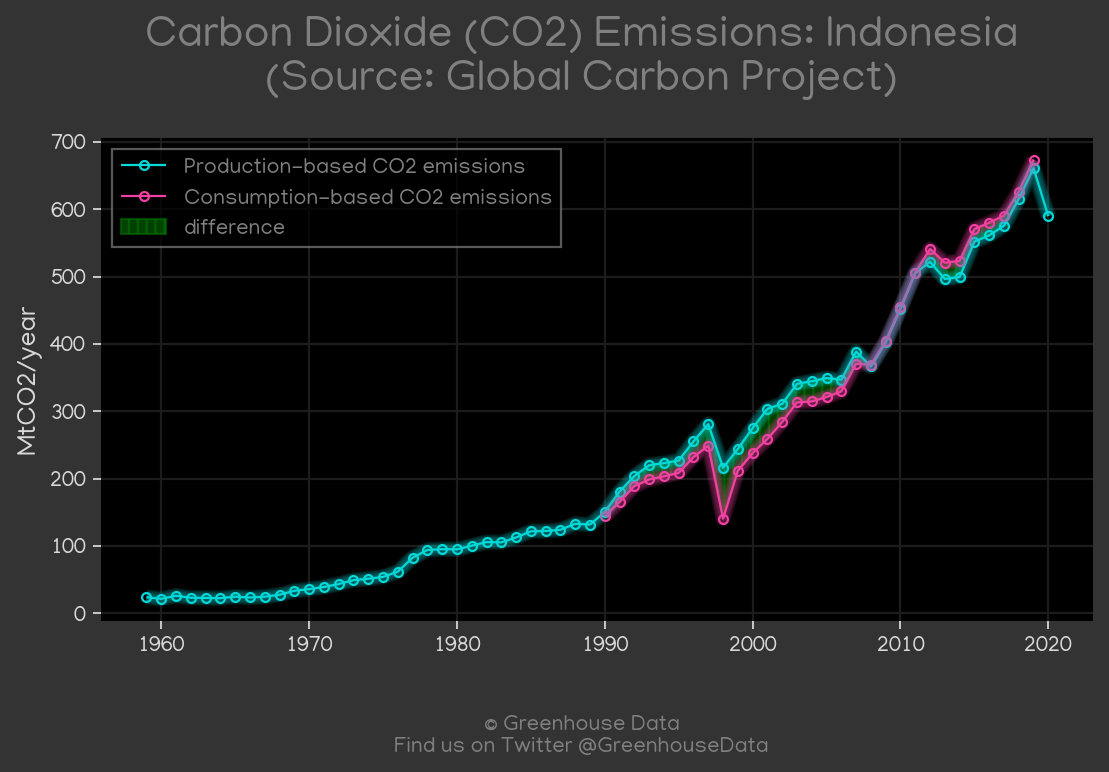 Carbon Dioxide (CO2) Emissions: Indonesia
(Source: Global Carbon Project)
700
600
500
400
300
200
100
0
MtCO2/year
Production-based CO2 emissions
Consumption-based CO2 emissions
difference
1960 1970 1980 1990 2000 2010 2020
© Greenhouse Data
Find us on Twitter @GreenhouseData